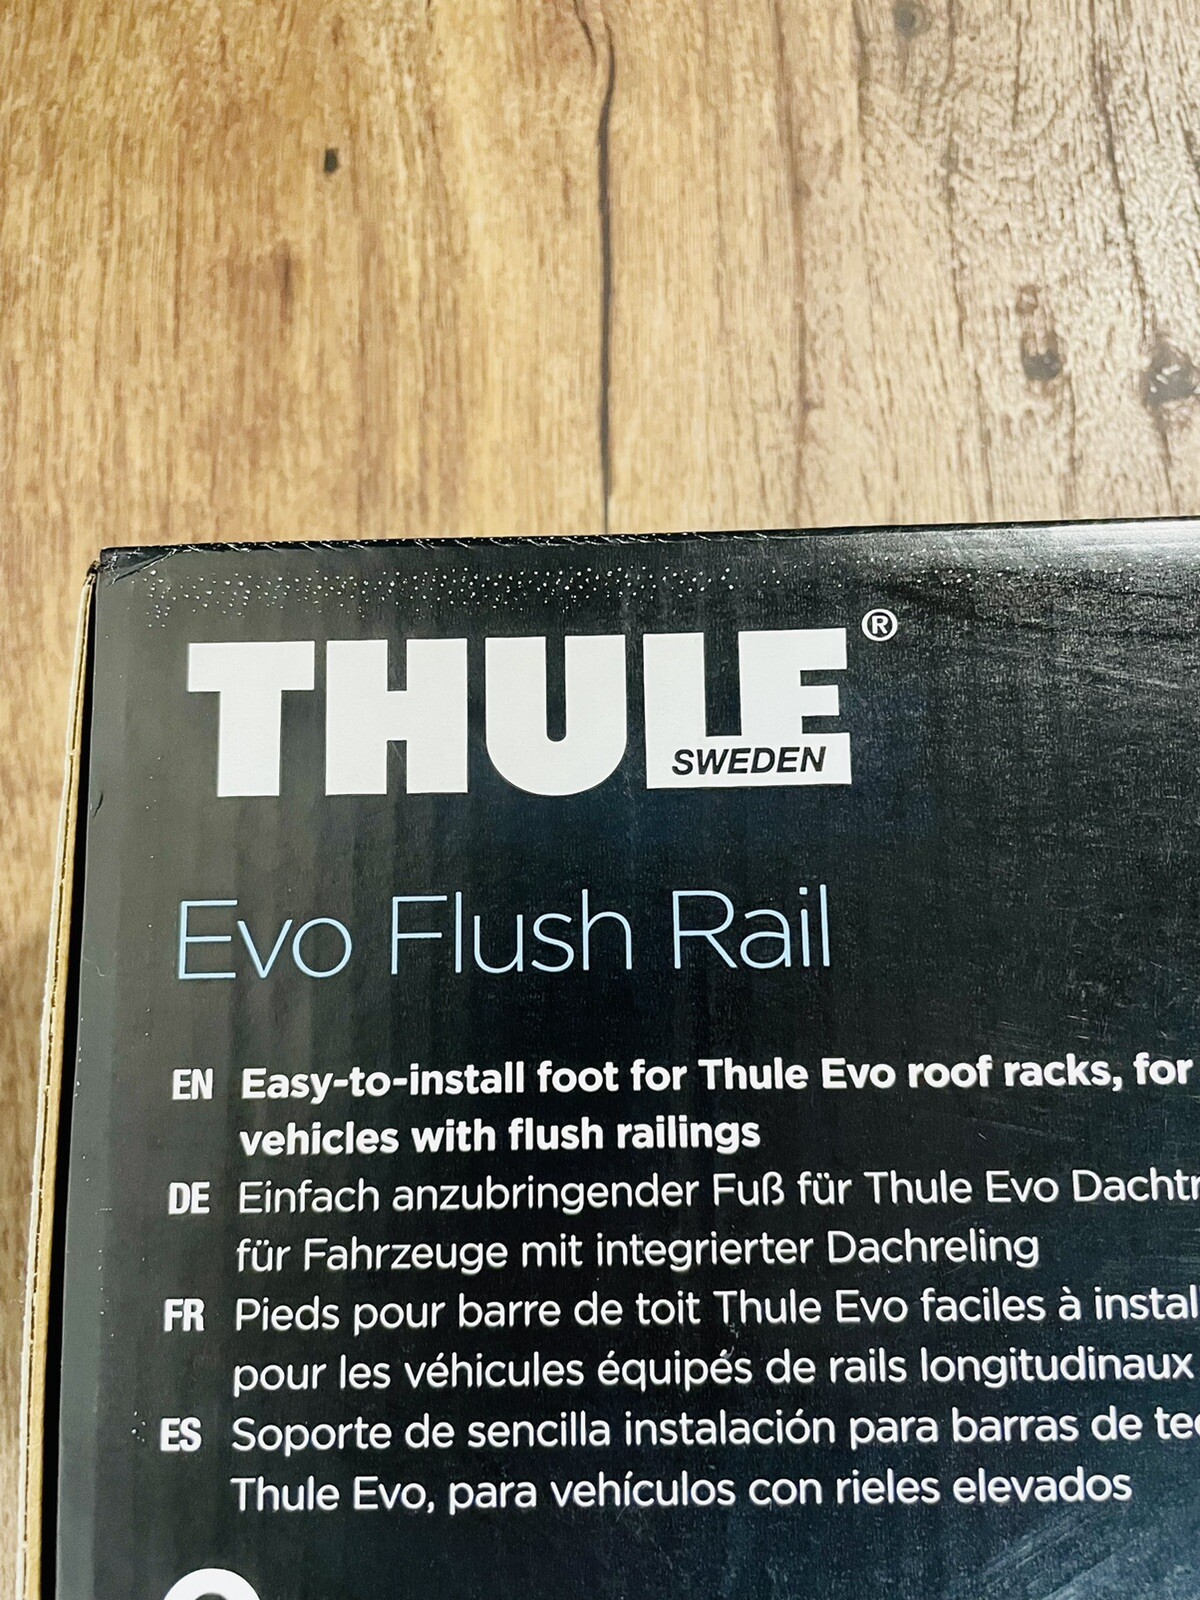 THULE®
SWEDEN
Evo Flush Rail
EN Easy-to-install foot for Thule Evo roof racks, for
vehicles with flush railings
DE Einfach anzubringender Fuß für Thule Evo
für Fahrzeuge mit integrierter Dachreling
FR Pieds pour barre de toit Thule Evo faciles à
pour les véhicules équipés de rails longitudinaux
ES Soporte de sencilla instalación para barras de
Thule Evo, para vehículos con rieles elevados